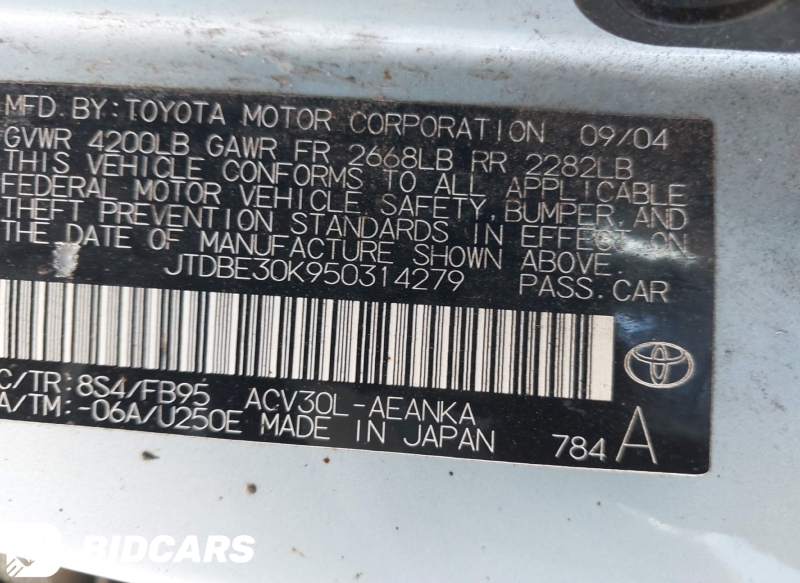 MFD. BY: TOYOTA MOTOR CORPORATION 09/04
GVWR 4200LB GAWR FR 2668LB RR 2282LB
THIS VEHICLE CONFORMS TO ALL APPLICABLE
FEDERAL MOTOR VEHICLE SAFETY, BUMPER, AND
THEFT PREVENTION STANDARDS IN EFFECT ON
THE DATE OF MANUFACTURE SHOWN ABOVE.
JTDBE30K950314279 PASS. CAR
C/TR: 8S4/FB95 ACV30L-AEANKA
A/TM: -06A/U250E MADE IN JAPAN 784 A
BIDCARS